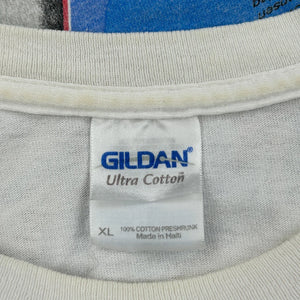 GILDAN®
Ultra Cotton
XL
100% COTTON PRESHRUNK
Made in Haiti